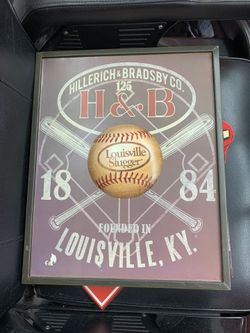 HILLERICH & BRADSBY CO.
125
H&B
Louisville
Slugger
18 84
FOUNDED IN
LOUISVILLE, KY.